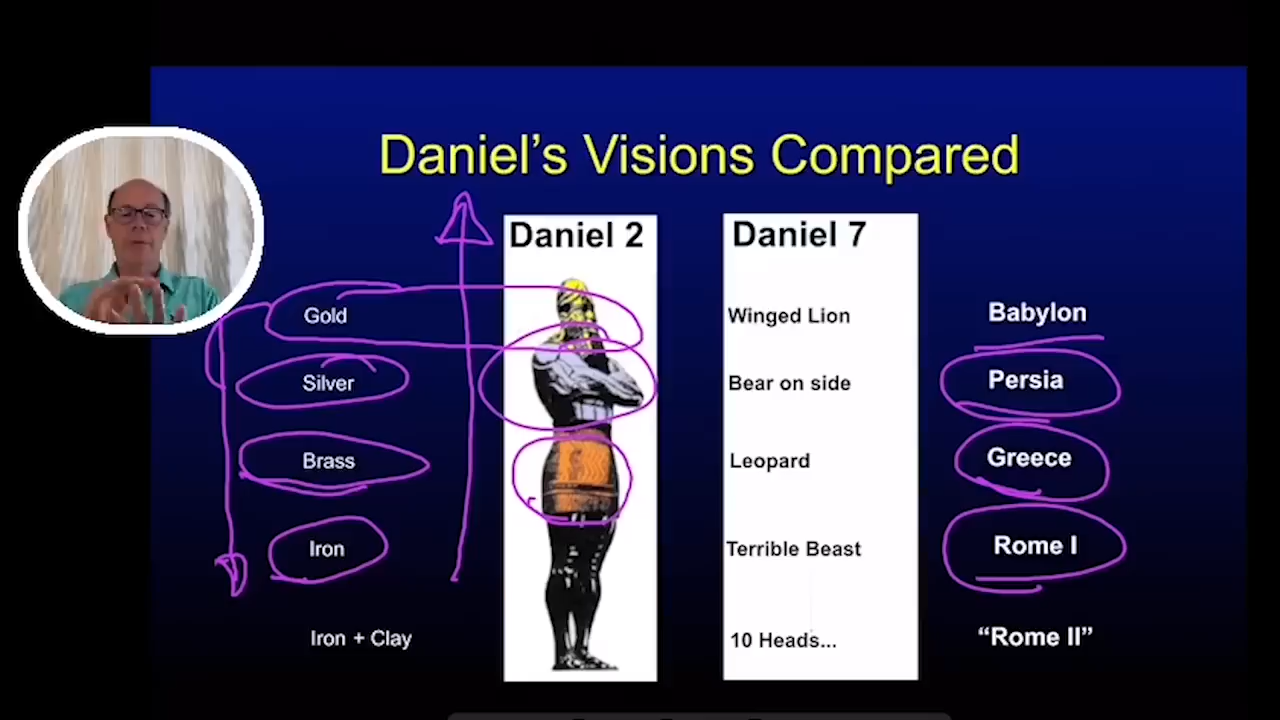 Daniel's Visions Compared
Daniel 2
Daniel 7
Gold
Winged Lion
Babylon
Silver
Bear on side
Persia
Brass
Leopard
Greece
Iron
Terrible Beast
Rome I
Iron + Clay
10 Heads...
“Rome II”